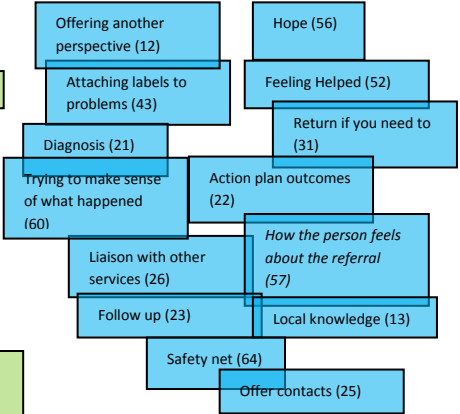 Offering another
perspective (12)
Hope (56)
Attaching labels to
problems (43)
Feeling Helped (52)
Return if you need to
(31)
Diagnosis (21)
Trying to make sense
of what happened
(60)
Action plan outcomes
(22)
How the person feels
about the referral
(57)
Liaison with other
services (26)
Follow up (23)
Local knowledge (13)
Safety net (64)
Offer contacts (25)